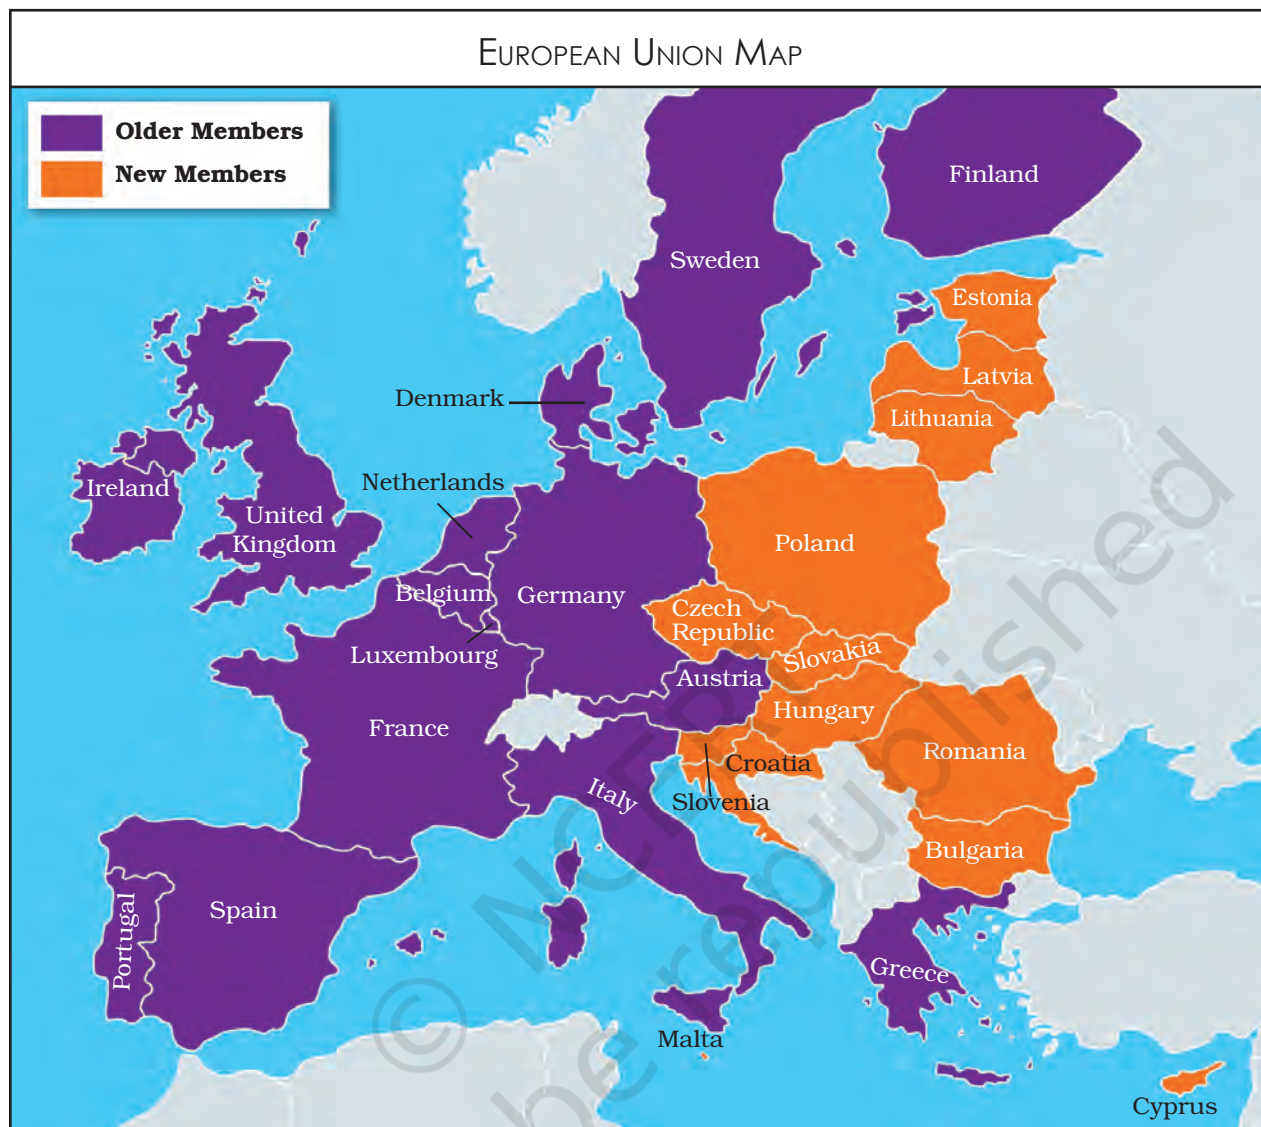 European Union Map
Older Members
New Members
Finland
Sweden
Estonia
Latvia
Lithuania
Denmark
Netherlands
Ireland
United
Kingdom
Poland
Belgium
Germany
Czech
Republic
Luxembourg
Slovakia
Austria
Hungary
France
Romania
Croatia
Italy
Slovenia
Bulgaria
Spain
Portugal
Greece
Malta
Cyprus
© NCERT
be republished